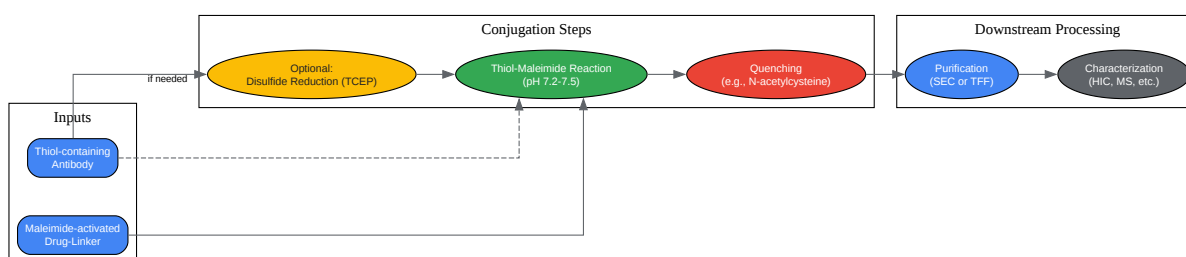 Conjugation Steps
Downstream Processing
Optional:
Disulfide Reduction (TCEP)
Thiol-Maleimide Reaction
(pH 7.2-7.5)
Quenching
(e.g., N-acetylcysteine)
Purification
(SEC or TFF)
Characterization
(HIC, MS, etc.)
if needed
Inputs
Thiol-containing
Antibody
Maleimide-activated
Drug-Linker